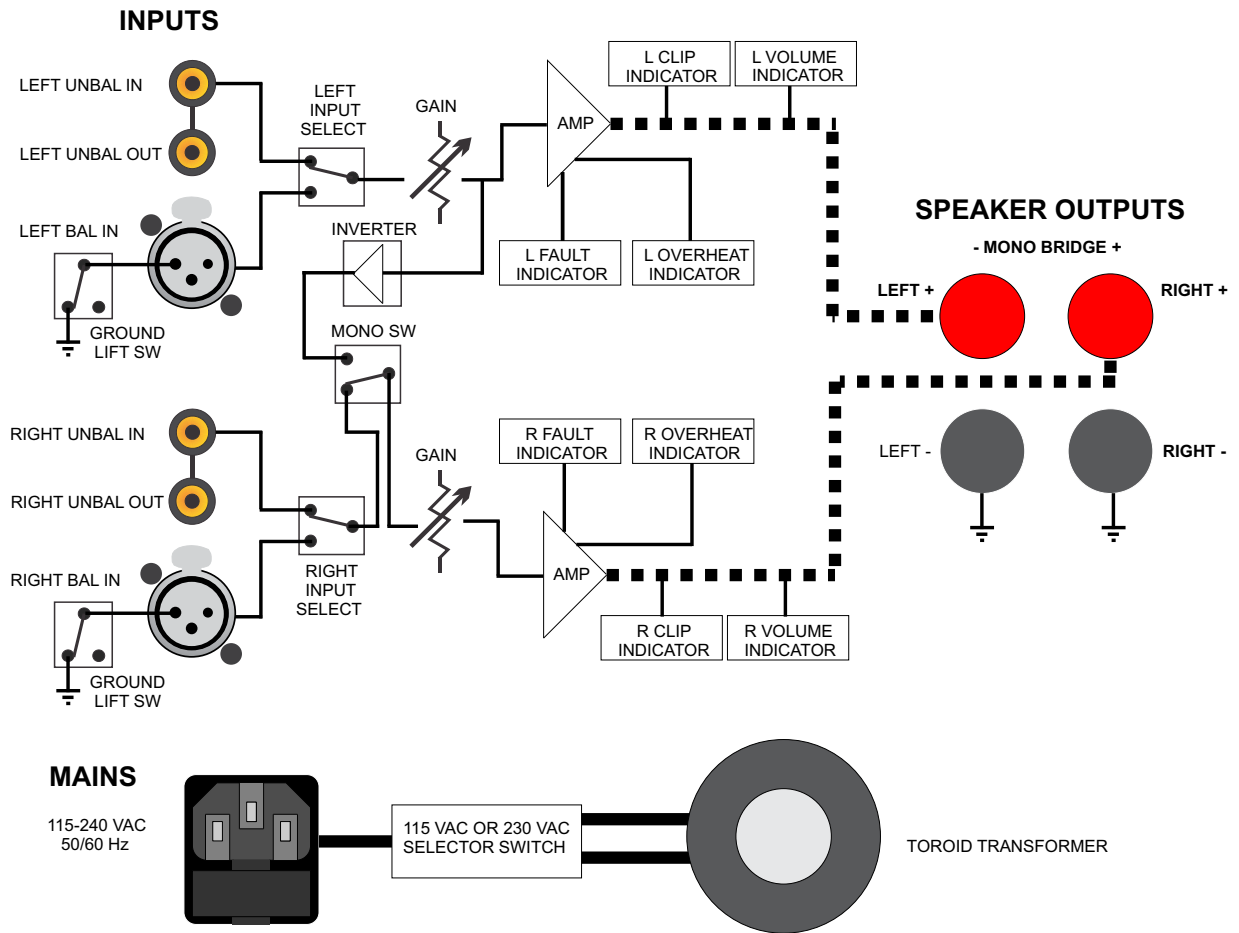 INPUTS
LEFT UNBAL IN
LEFT UNBAL OUT
LEFT BAL IN
GROUND
LIFT SW
LEFT
INPUT
SELECT
GAIN
INVERTER
MONO SW
AMP
L CLIP
INDICATOR
L VOLUME
INDICATOR
L FAULT
INDICATOR
L OVERHEAT
INDICATOR
SPEAKER OUTPUTS
- MONO BRIDGE +
LEFT +
RIGHT +
LEFT -
RIGHT -
RIGHT UNBAL IN
RIGHT UNBAL OUT
RIGHT BAL IN
GROUND
LIFT SW
RIGHT
INPUT
SELECT
GAIN
R FAULT
INDICATOR
R OVERHEAT
INDICATOR
AMP
R CLIP
INDICATOR
R VOLUME
INDICATOR
MAINS
115-240 VAC
50/60 Hz
115 VAC OR 230 VAC
SELECTOR SWITCH
TOROID TRANSFORMER